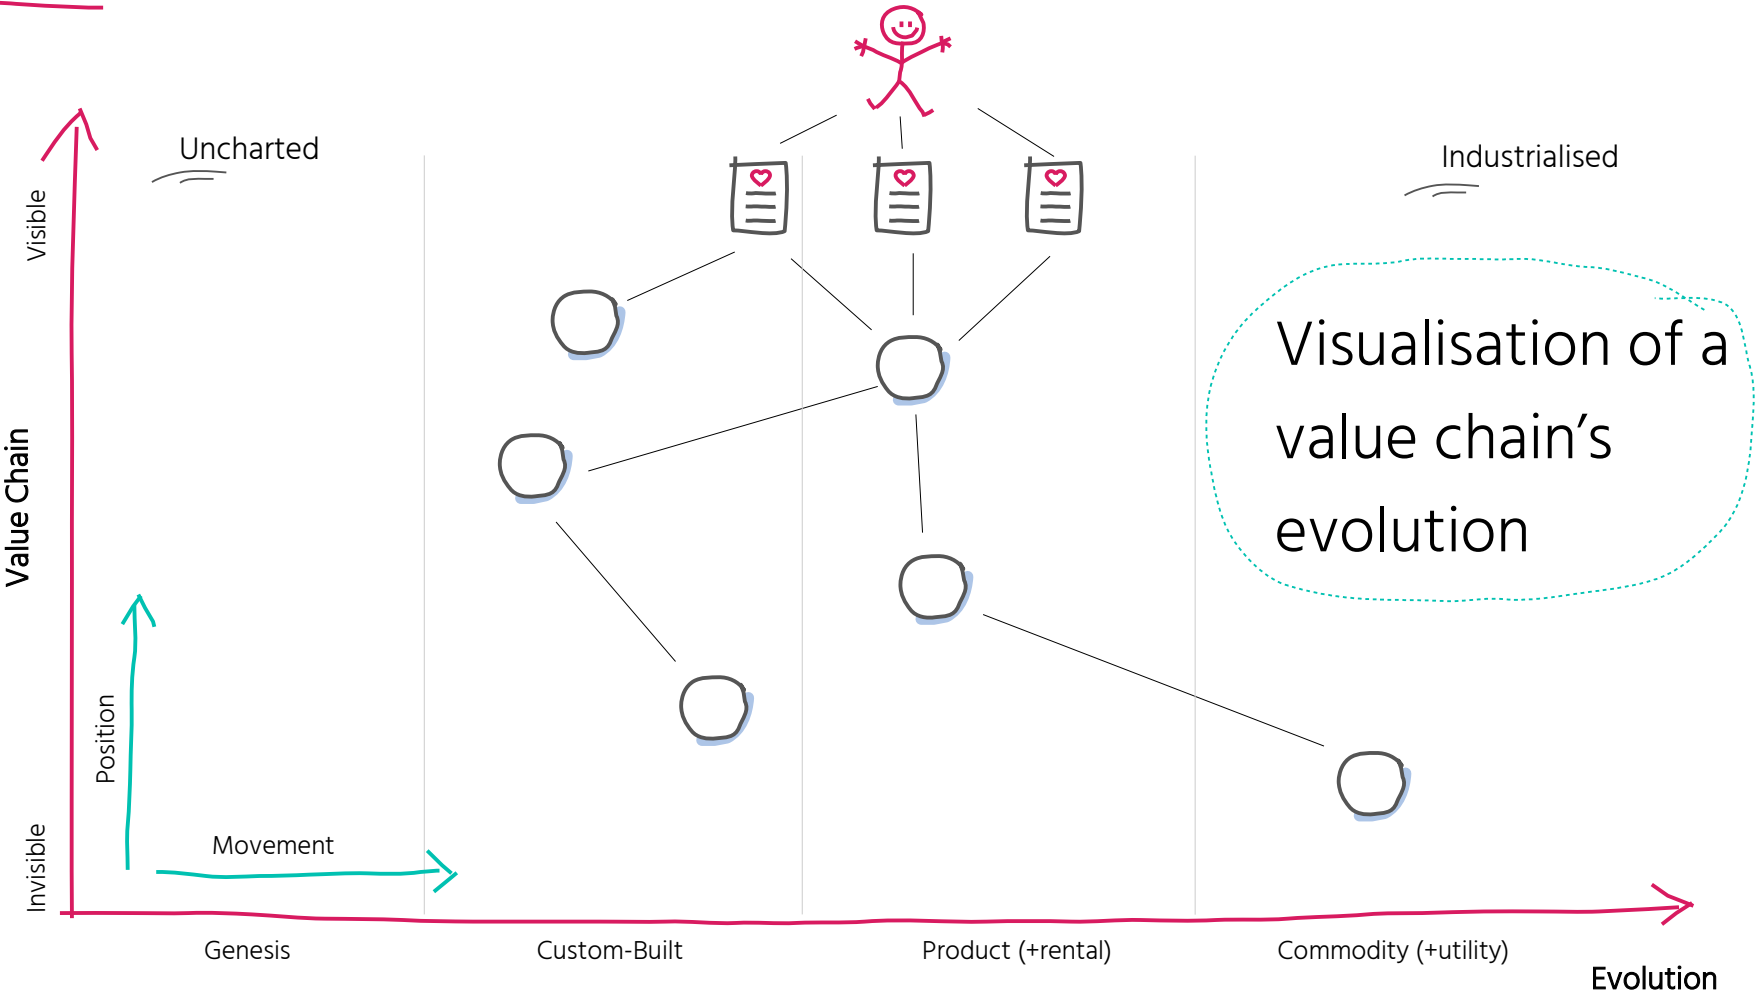 Uncharted
Industrialised
Visible
Visualisation of a
value chain’s
evolution
Value Chain
Position
Movement
Invisible
Genesis
Custom-Built
Product (+rental)
Commodity (+utility)
Evolution